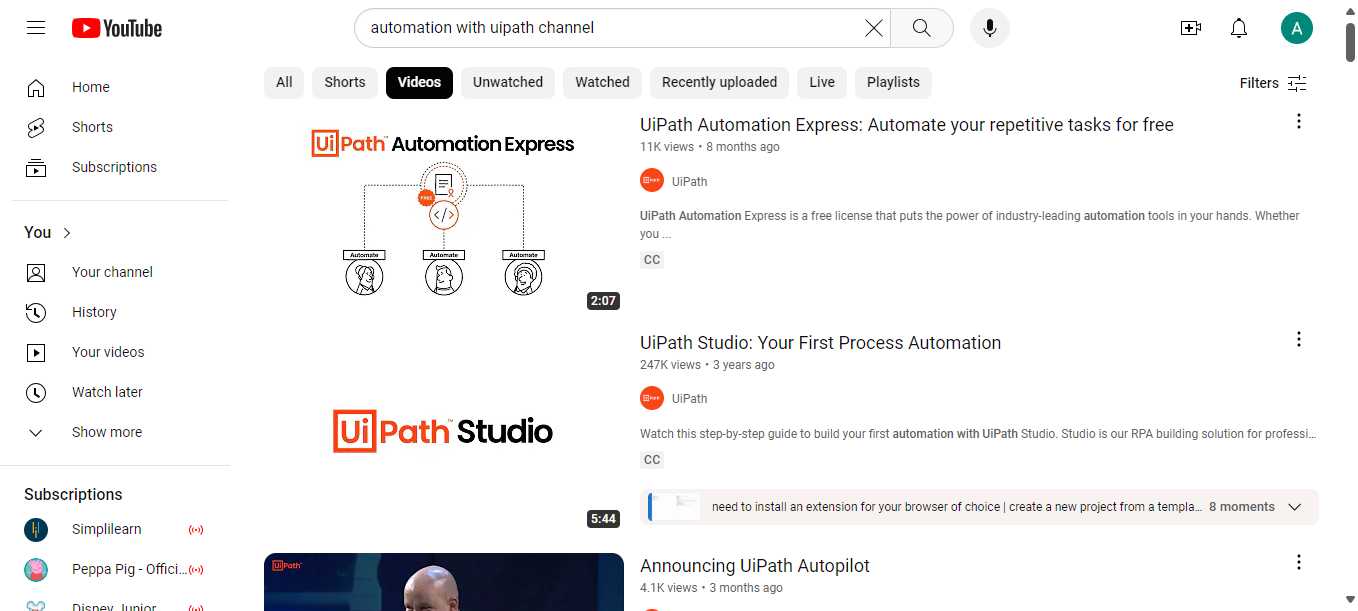 YouTube
automation with uipath channel
A
Home
Shorts
Subscriptions
You
Your channel
History
Your videos
Watch later
Show more
Subscriptions
Simplilearn
Peppa Pig - Offici...
Disney Junior
All
Shorts
Videos
Unwatched
Watched
Recently uploaded
Live
Playlists
Filters
UiPath™ Automation Express
FREE
Automate
Automate
Automate
2:07
UiPath Automation Express: Automate your repetitive tasks for free
11K views • 8 months ago
UiPath
UiPath Automation Express is a free license that puts the power of industry-leading automation tools in your hands. Whether
you ...
CC
UiPath™ Studio
5:44
UiPath Studio: Your First Process Automation
247K views • 3 years ago
UiPath
Watch this step-by-step guide to build your first automation with UiPath Studio. Studio is our RPA building solution for professi...
CC
need to install an extension for your browser of choice | create a new project from a templa...
8 moments
UiPath
Announcing UiPath Autopilot
4.1K views • 3 months ago